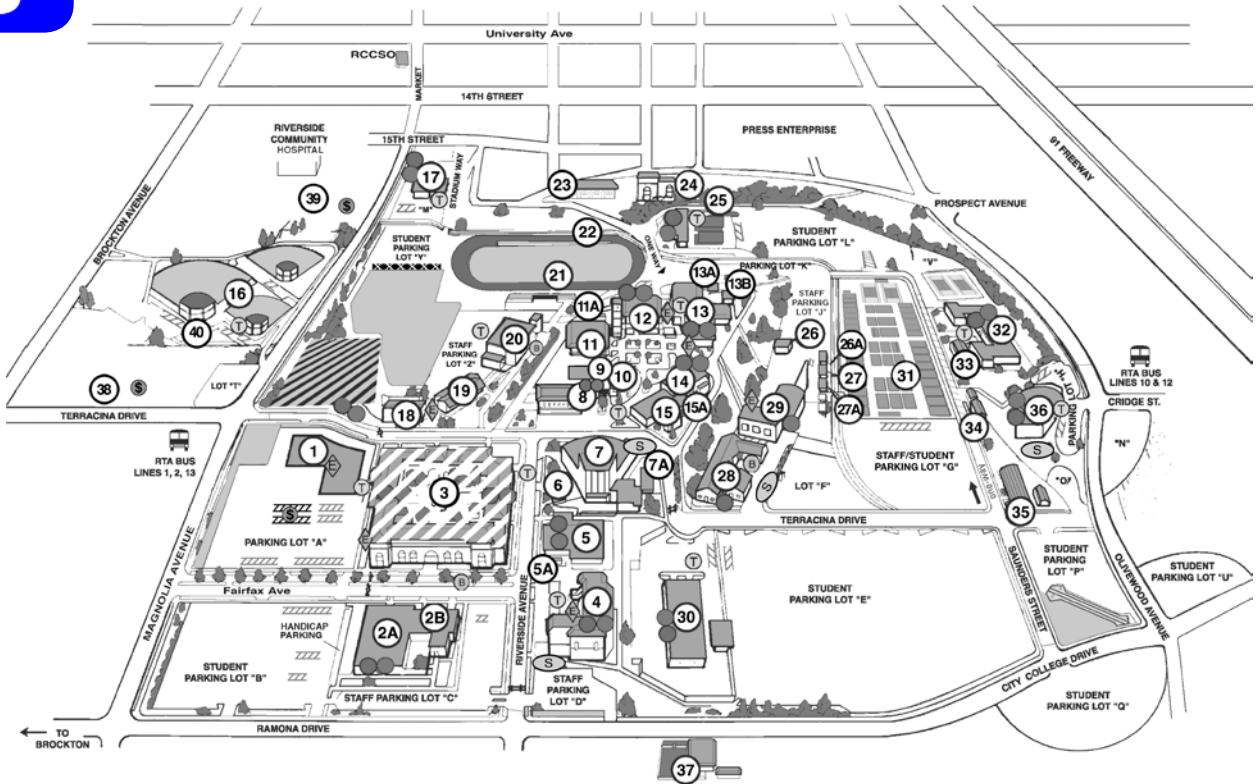 University Ave
RCCSO
MARKET
14TH STREET
15TH STREET
RIVERSIDE
COMMUNITY
HOSPITAL
PRESS ENTERPRISE
91 FREEWAY
BROCKTON AVENUE
STADIUM WAY
17
"M"
T
23
24
25
T
39
$
PROSPECT AVENUE
STUDENT
PARKING LOT "L"
STUDENT
PARKING
LOT "Y"
22
21
ONE WAY
PARKING LOT "K"
"V"
13A
13B
STAFF
PARKING
LOT "J"
16
40
T
11A
12
E
T
13
E
26
26A
27
27A
31
32
T
33
T
20
B
STAFF
PARKING
LOT "Z"
11
9
10
8
T
14
15
15A
29
E
19
E
18
38
$
LOT "T"
TERRACINA DRIVE
RTA BUS
LINES 10 & 12
CRIDGE ST.
PARKING LOT "H"
36
T
S
34
"N"
RTA BUS
LINES 1, 2, 13
1
E
T
3
T
7
S
7A
6
28
B
S
LOT "F"
STAFF/STUDENT
PARKING LOT "G"
35
$
PARKING LOT "A"
E
5
TERRACINA DRIVE
MAGNOLIA AVENUE
B
Fairfax Ave
5A
T
E
4
T
30
STUDENT
PARKING LOT "E"
SAUNDERS STREET
STUDENT
PARKING
LOT "P"
OLIVEWOOD AVENUE
STUDENT
PARKING LOT "U"
HANDICAP
PARKING
2A
2B
RIVERSIDE AVENUE
STUDENT
PARKING LOT "B"
STAFF PARKING LOT "C"
S
STAFF
PARKING
LOT "D"
CITY COLLEGE DRIVE
STUDENT
PARKING LOT "Q"
RAMONA DRIVE
TO
BROCKTON
37